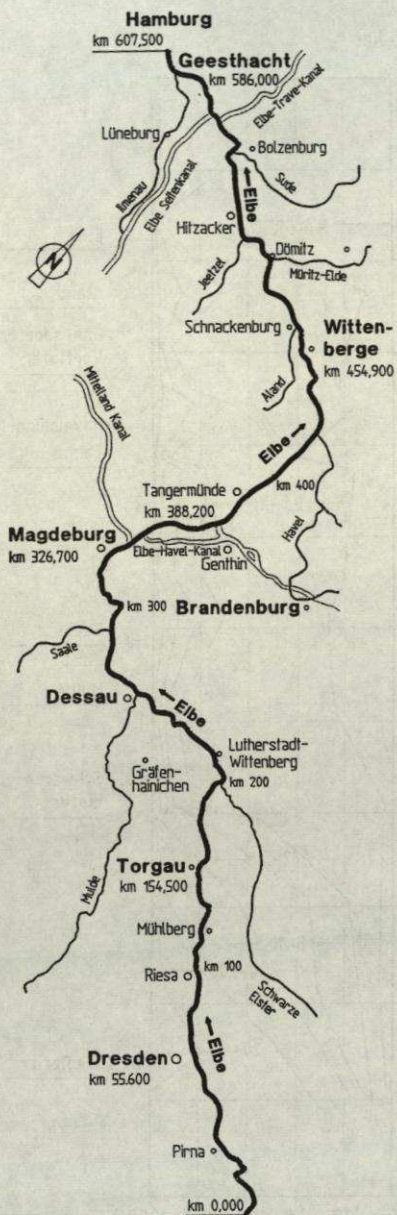 Hamburg
km 607,500
Geesthacht
km 586,000
Elbe-Trave-Kanal
Lüneburg
Bolzenburg
Ilmenau
Elbe Seitenkanal
Sude
Elbe
Hitzacker
N
Dömitz
Müritz-Elde
Jeetzel
Schnackenburg
Witten-
berge
km 454,900
Aland
Mittelland Kanal
Elbe
km 400
Tangermünde
km 388,200
Havel
Magdeburg
km 326,700
Elbe-Havel-Kanal
Genthin
km 300
Brandenburg
Saale
Dessau
Elbe
Lutherstadt-
Wittenberg
km 200
Gräfen-
hainichen
Torgau
km 154,500
Mulde
Mühlberg
km 100
Riesa
Schwarze
Elster
Elbe
Dresden
km 55.600
Pirna
km 0,000